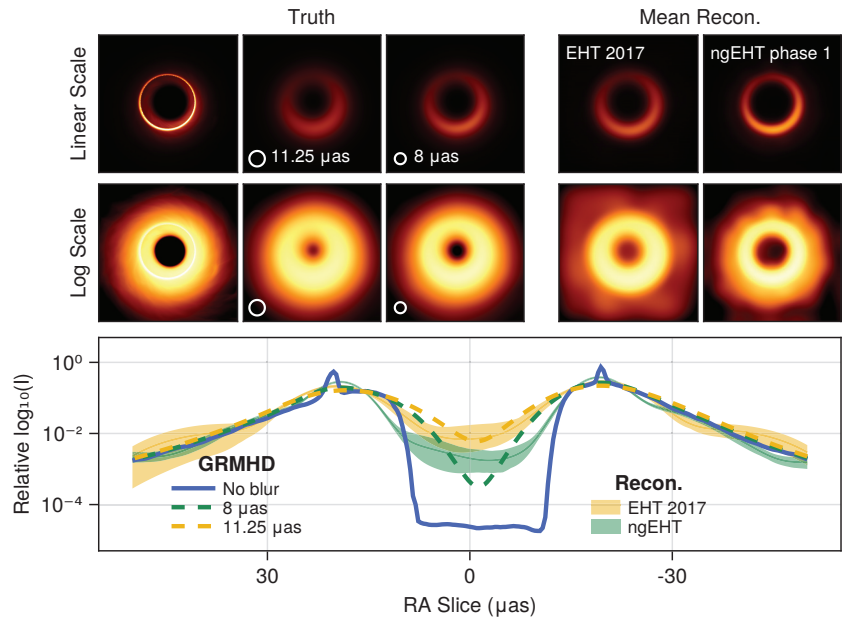 Truth
Mean Recon.
Linear Scale
EHT 2017
ngEHT phase 1
11.25 µas
8 µas
Log Scale
Relative log₁₀(I)
10⁰
10⁻²
10⁻⁴
GRMHD
No blur
8 µas
11.25 µas
Recon.
EHT 2017
ngEHT
30
0
-30
RA Slice (µas)